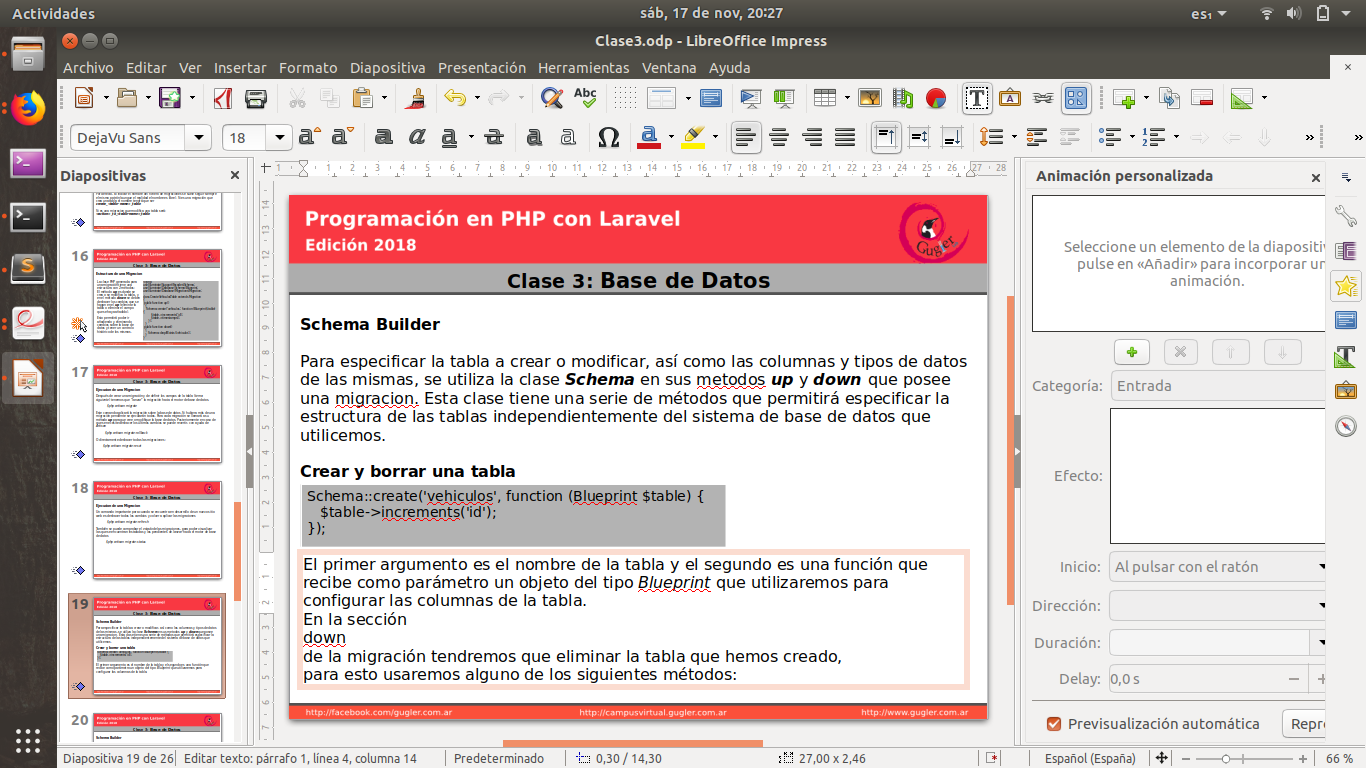 Actividades
sáb, 17 de nov, 20:27
es₁
Clase3.odp - LibreOffice Impress
Archivo Editar Ver Insertar Formato Diapositiva Presentación Herramientas Ventana Ayuda
DejaVu Sans
18
Diapositivas
16
17
18
19
20
Programación en PHP con Laravel
Edición 2018
Gugler
Clase 3: Base de Datos
Schema Builder
Para especificar la tabla a crear o modificar, así como las columnas y tipos de datos
de las mismas, se utiliza la clase Schema en sus metodos up y down que posee
una migracion. Esta clase tiene una serie de métodos que permitirá especificar la
estructura de las tablas independientemente del sistema de base de datos que
utilicemos.
Crear y borrar una tabla
Schema::create('vehiculos', function (Blueprint $table) {
$table->increments('id');
});
El primer argumento es el nombre de la tabla y el segundo es una función que
recibe como parámetro un objeto del tipo Blueprint que utilizaremos para
configurar las columnas de la tabla.
En la sección
down
de la migración tendremos que eliminar la tabla que hemos creado,
para esto usaremos alguno de los siguientes métodos:
http://facebook.com/gugler.com.ar
http://campusvirtual.gugler.com.ar
http://www.gugler.com.ar
Animación personalizada
Seleccione un elemento de la diapositi
pulse en «Añadir» para incorporar un
animación.
Categoría: Entrada
Efecto:
Inicio: Al pulsar con el ratón
Dirección:
Duración:
Delay: 0,0 s
Previsualización automática
Repro
Diapositiva 19 de 26
Editar texto: párrafo 1, línea 4, columna 14
Predeterminado
0,30 / 14,30
27,00 x 2,46
Español (España)
66 %